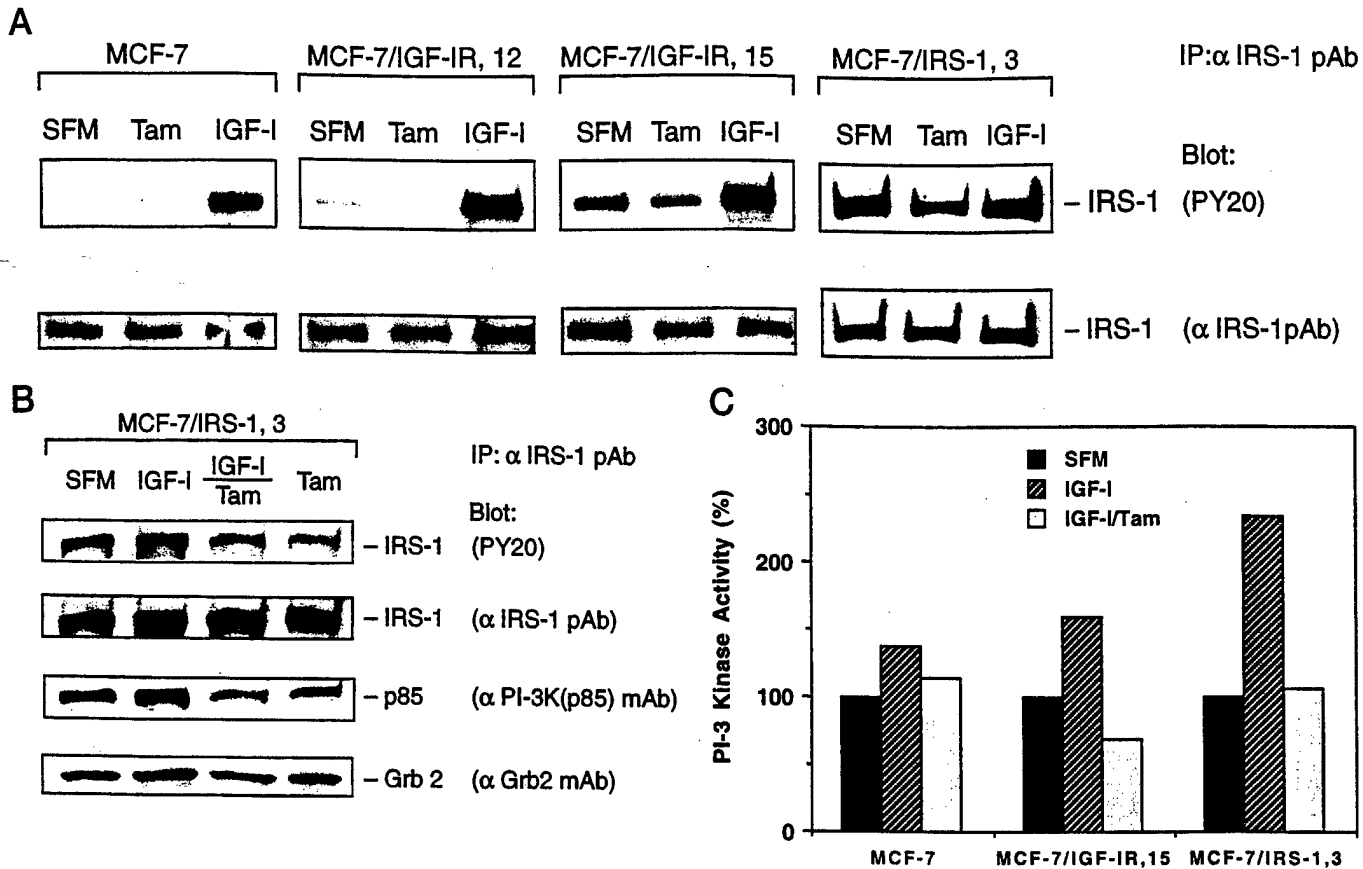 A
MCF-7 MCF-7/IGF-IR, 12 MCF-7/IGF-IR, 15 MCF-7/IRS-1, 3 IP:α IRS-1 pAb
SFM Tam IGF-I SFM Tam IGF-I SFM Tam IGF-I SFM Tam IGF-I
Blot:
– IRS-1 (PY20)
– IRS-1 (α IRS-1pAb)
B
MCF-7/IRS-1, 3
IP: α IRS-1 pAb
SFM IGF-I IGF-I/Tam Tam
Blot:
– IRS-1 (PY20)
– IRS-1 (α IRS-1 pAb)
– p85 (α PI-3K(p85) mAb)
– Grb 2 (α Grb2 mAb)
C
PI-3 Kinase Activity (%)
300
200
100
0
SFM
IGF-I
IGF-I/Tam
MCF-7 MCF-7/IGF-IR,15 MCF-7/IRS-1,3